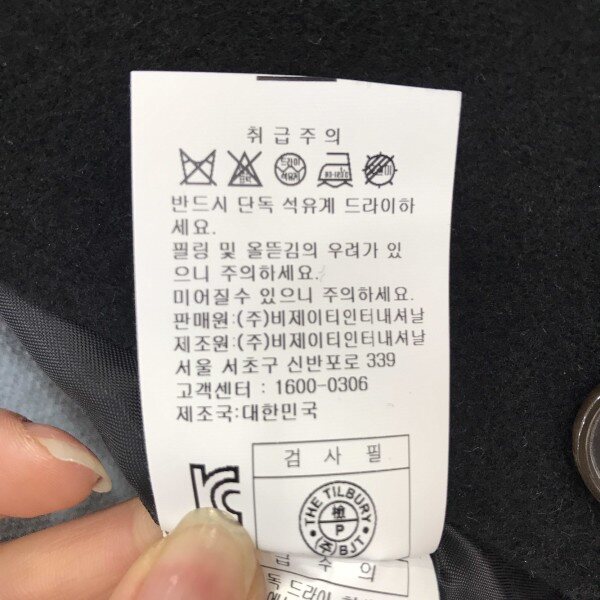 취급주의
드라이
석유계
80~120℃
반드시 단독 석유계 드라이하
세요.
필링 및 올뜯김의 우려가 있
으니 주의하세요.
미어질수 있으니 주의하세요.
판매원:(주)비제이티인터내셔날
제조원:(주)비제이티인터내셔날
서울 서초구 신반포로 339
고객센터 : 1600-0306
제조국:대한민국
검 사 필
THE TILBURY
檢
P
(주)BJT